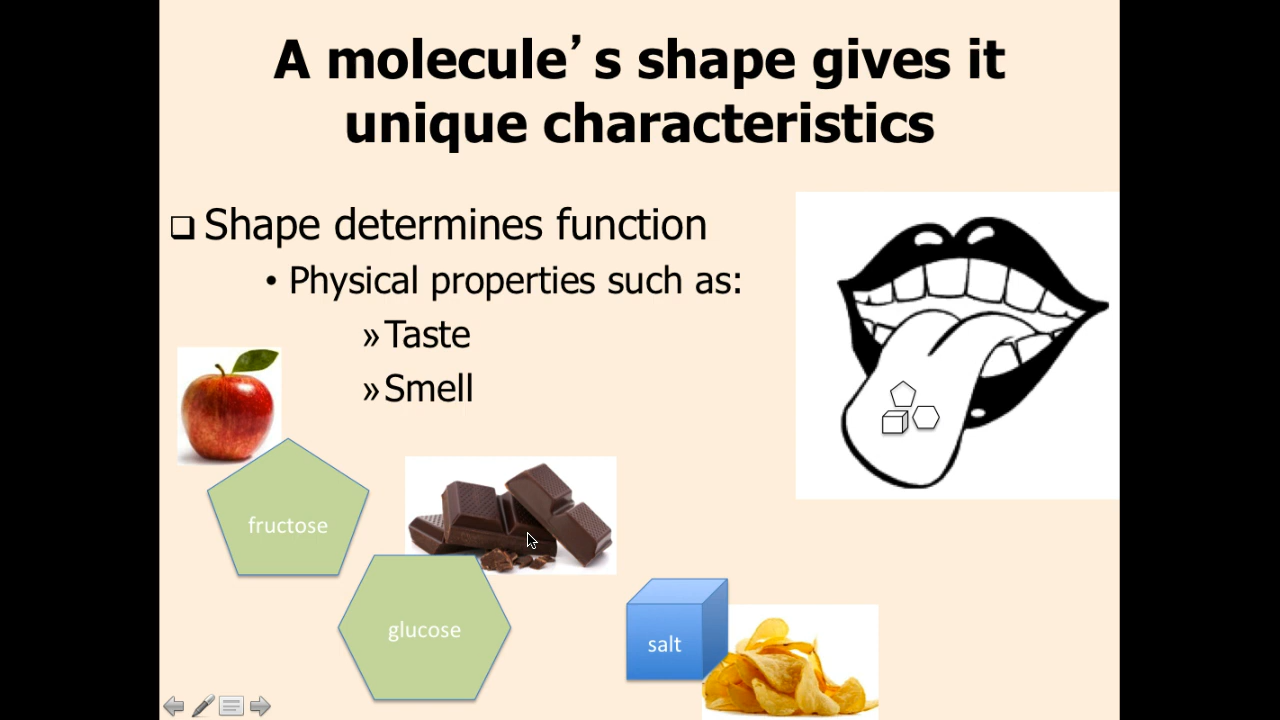 A molecule’s shape gives it
unique characteristics
❑ Shape determines function
• Physical properties such as:
» Taste
» Smell
fructose
glucose
salt